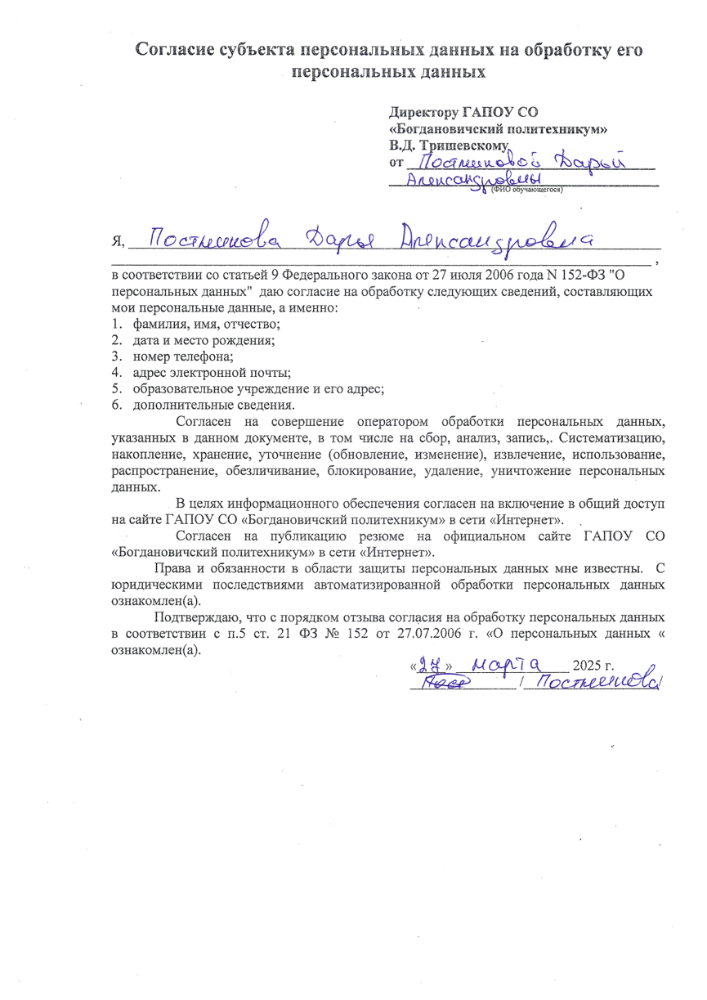 Согласие субъекта персональных данных на обработку его
персональных данных
Директору ГАПОУ СО
«Богдановичский политехникум»
В.Д. Тришевскому
от Постниковой Дарьи
Александровны
(ФИО обучающегося)
Я, Постникова Дарья Александровна
,
в соответствии со статьей 9 Федерального закона от 27 июля 2006 года N 152-ФЗ "О
персональных данных" даю согласие на обработку следующих сведений, составляющих
мои персональные данные, а именно:
1. фамилия, имя, отчество;
2. дата и место рождения;
3. номер телефона;
4. адрес электронной почты;
5. образовательное учреждение и его адрес;
6. дополнительные сведения.
Согласен на совершение оператором обработки персональных данных,
указанных в данном документе, в том числе на сбор, анализ, запись,. Систематизацию,
накопление, хранение, уточнение (обновление, изменение), извлечение, использование,
распространение, обезличивание, блокирование, удаление, уничтожение персональных
данных.
В целях информационного обеспечения согласен на включение в общий доступ
на сайте ГАПОУ СО «Богдановичский политехникум» в сети «Интернет».
Согласен на публикацию резюме на официальном сайте ГАПОУ СО
«Богдановичский политехникум» в сети «Интернет».
Права и обязанности в области защиты персональных данных мне известны. С
юридическими последствиями автоматизированной обработки персональных данных
ознакомлен(а).
Подтверждаю, что с порядком отзыва согласия на обработку персональных данных
в соответствии с п.5 ст. 21 ФЗ № 152 от 27.07.2006 г. «О персональных данных «
ознакомлен(а).
«27» марта 2025 г.
/ Постникова/